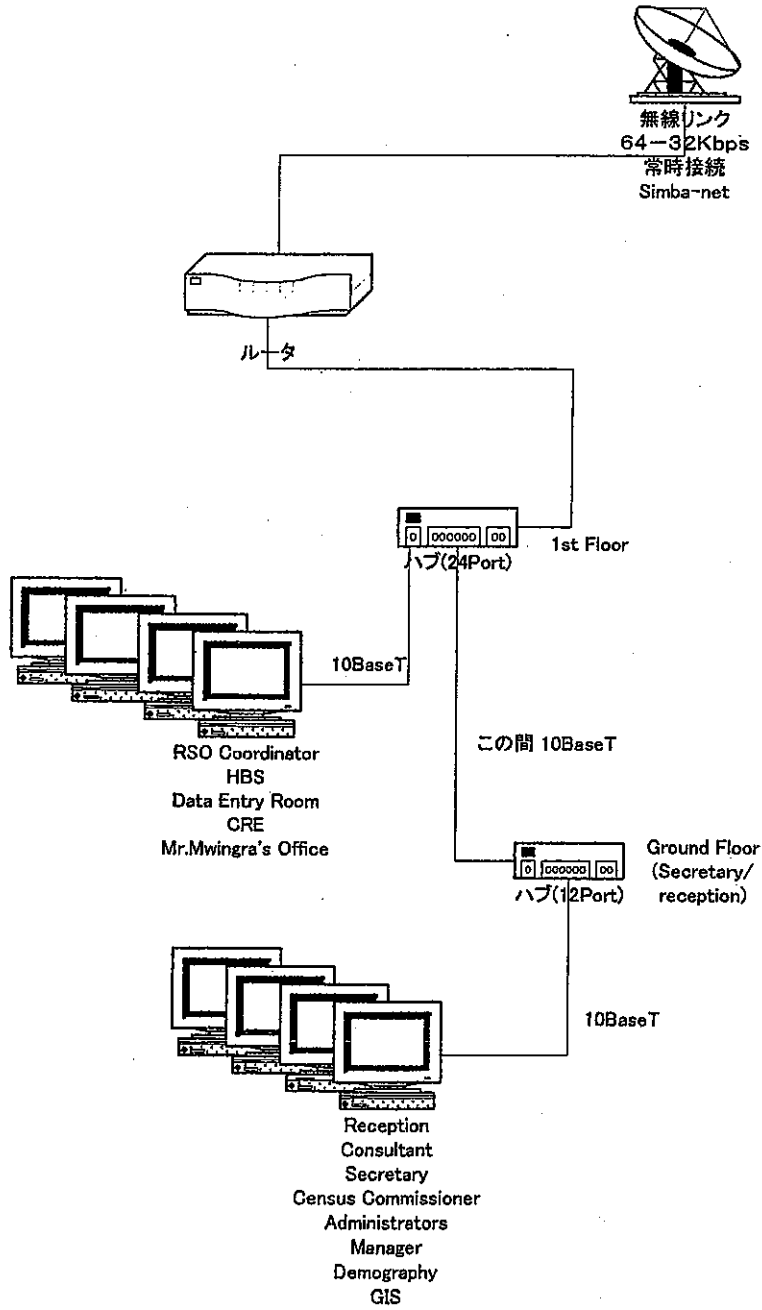 無線リンク
64－32Kbps
常時接続
Simba-net
ルータ
ハブ(24Port)
1st Floor
10BaseT
RSO Coordinator
HBS
Data Entry Room
CRE
Mr.Mwingra's Office
この間 10BaseT
ハブ(12Port)
Ground Floor
(Secretary/
reception)
10BaseT
Reception
Consultant
Secretary
Census Commissioner
Administrators
Manager
Demography
GIS